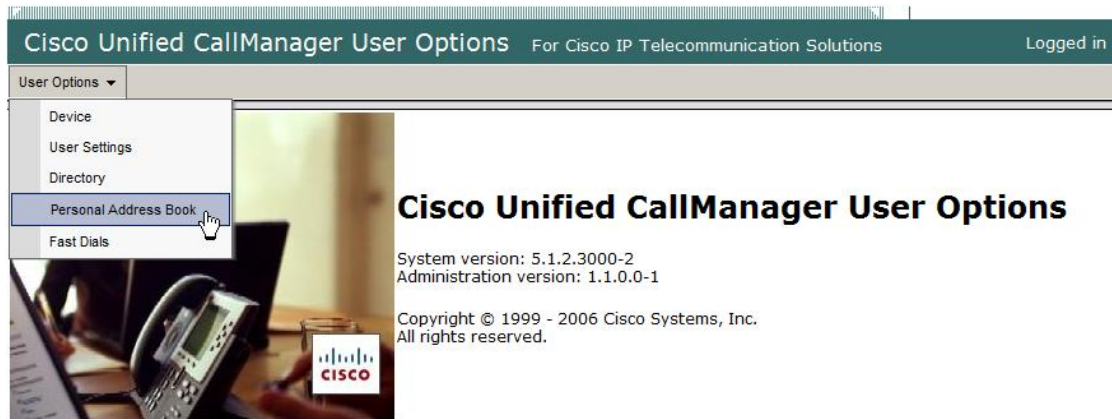 Cisco Unified CallManager User Options For Cisco IP Telecommunication Solutions Logged in
User Options
Device
User Settings
Directory
Personal Address Book
Fast Dials
Cisco Unified CallManager User Options
System version: 5.1.2.3000-2
Administration version: 1.1.0.0-1
Copyright © 1999 - 2006 Cisco Systems, Inc.
All rights reserved.
CISCO